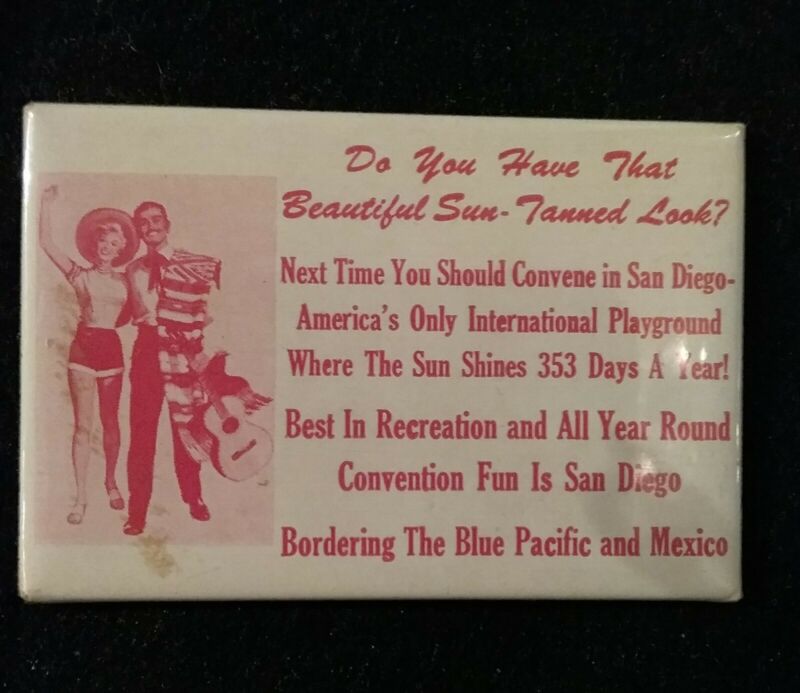 Do You Have That
Beautiful Sun-Tanned Look?
Next Time You Should Convene in San Diego-
America's Only International Playground
Where The Sun Shines 353 Days A Year!
Best In Recreation and All Year Round
Convention Fun Is San Diego
Bordering The Blue Pacific and Mexico